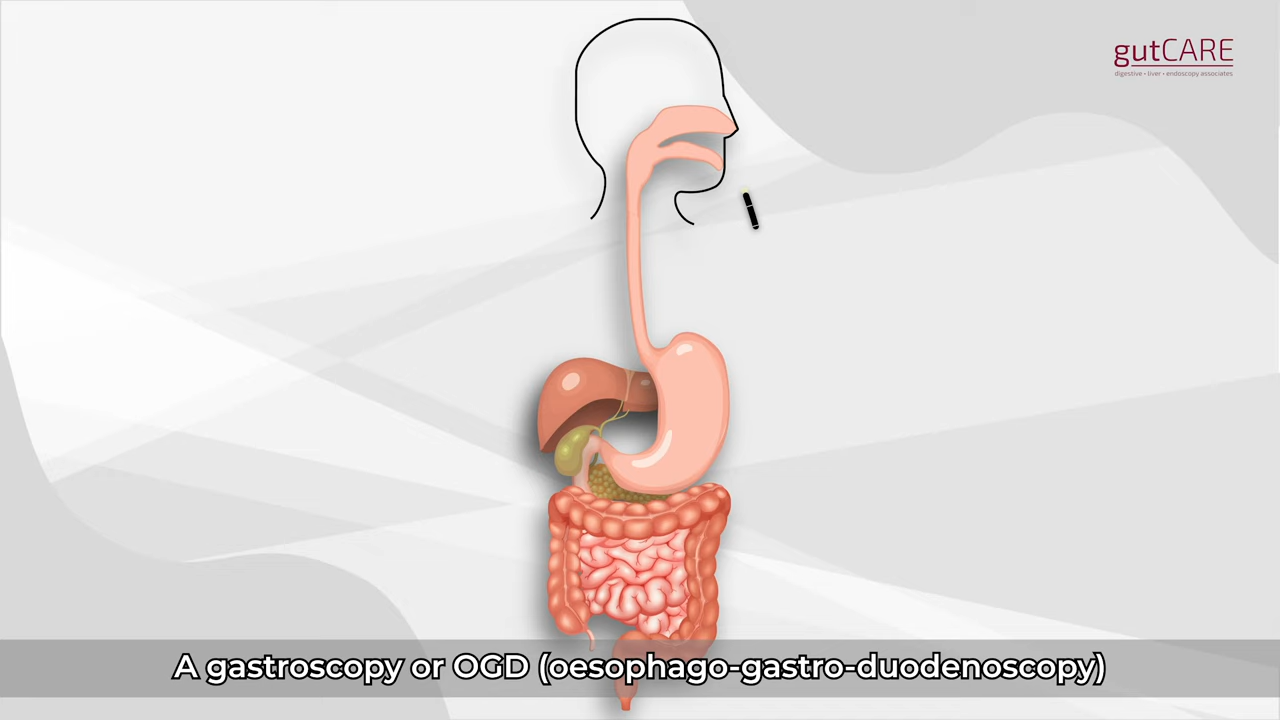 gutCARE
digestive • liver • endoscopy associates
A gastroscopy or OGD (oesophago-gastro-duodenoscopy)